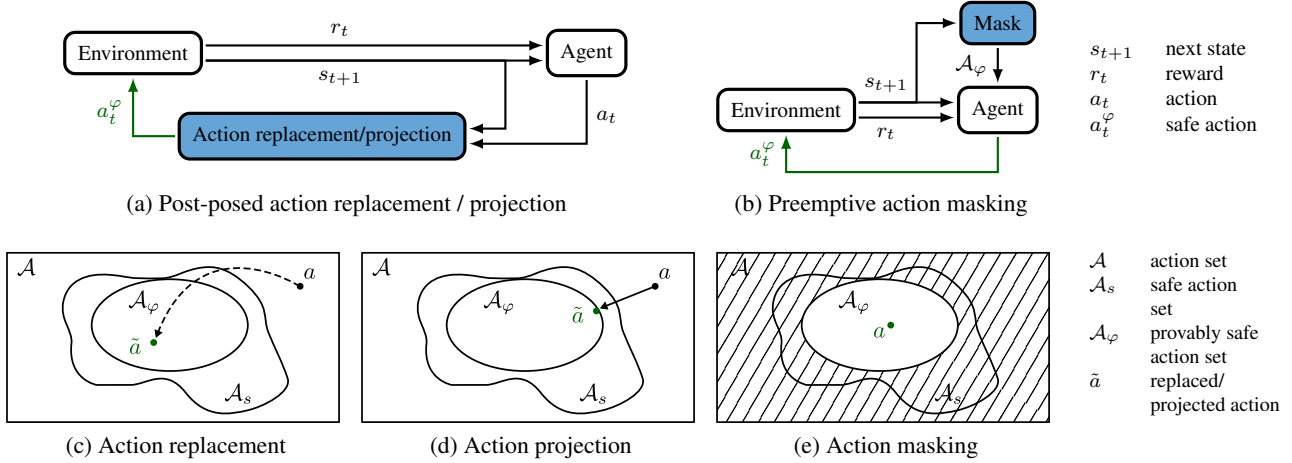 Environment
r_t
s_{t+1}
Agent
a_t^φ
Action replacement/projection
a_t
(a) Post-posed action replacement / projection
Mask
𝒜_φ
s_{t+1}
Environment
r_t
Agent
a_t^φ
(b) Preemptive action masking
s_{t+1} next state
r_t reward
a_t action
a_t^φ safe action
𝒜
a
𝒜_φ
ã
𝒜_s
(c) Action replacement
𝒜
a
𝒜_φ
ã
𝒜_s
(d) Action projection
𝒜
𝒜_φ
a
𝒜_s
(e) Action masking
𝒜 action set
𝒜_s safe action
set
𝒜_φ provably safe
action set
ã replaced/
projected action